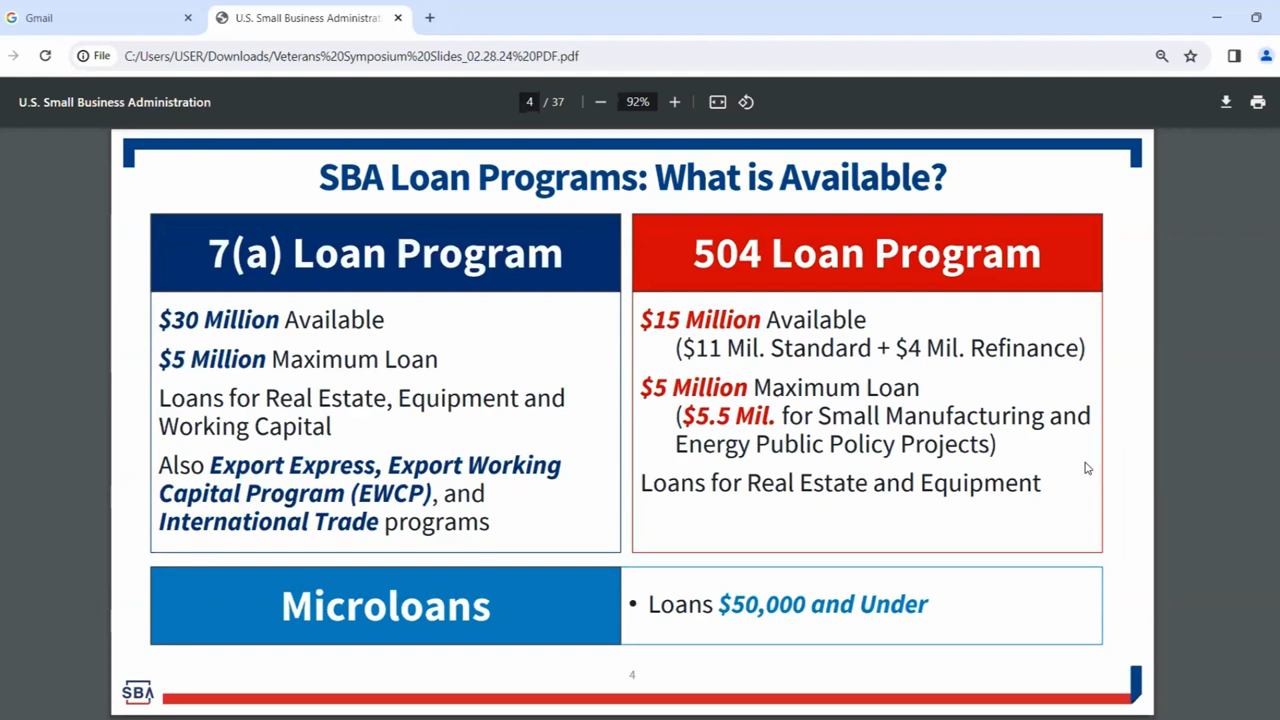 Gmail
U.S. Small Business Administrat
File
C:/Users/USER/Downloads/Veterans%20Symposium%20Slides_02.28.24%20PDF.pdf
U.S. Small Business Administration
4 / 37
92%
SBA Loan Programs: What is Available?
7(a) Loan Program
$30 Million Available
$5 Million Maximum Loan
Loans for Real Estate, Equipment and
Working Capital
Also Export Express, Export Working
Capital Program (EWCP), and
International Trade programs
504 Loan Program
$15 Million Available
($11 Mil. Standard + $4 Mil. Refinance)
$5 Million Maximum Loan
($5.5 Mil. for Small Manufacturing and
Energy Public Policy Projects)
Loans for Real Estate and Equipment
Microloans
• Loans $50,000 and Under
4
SBA